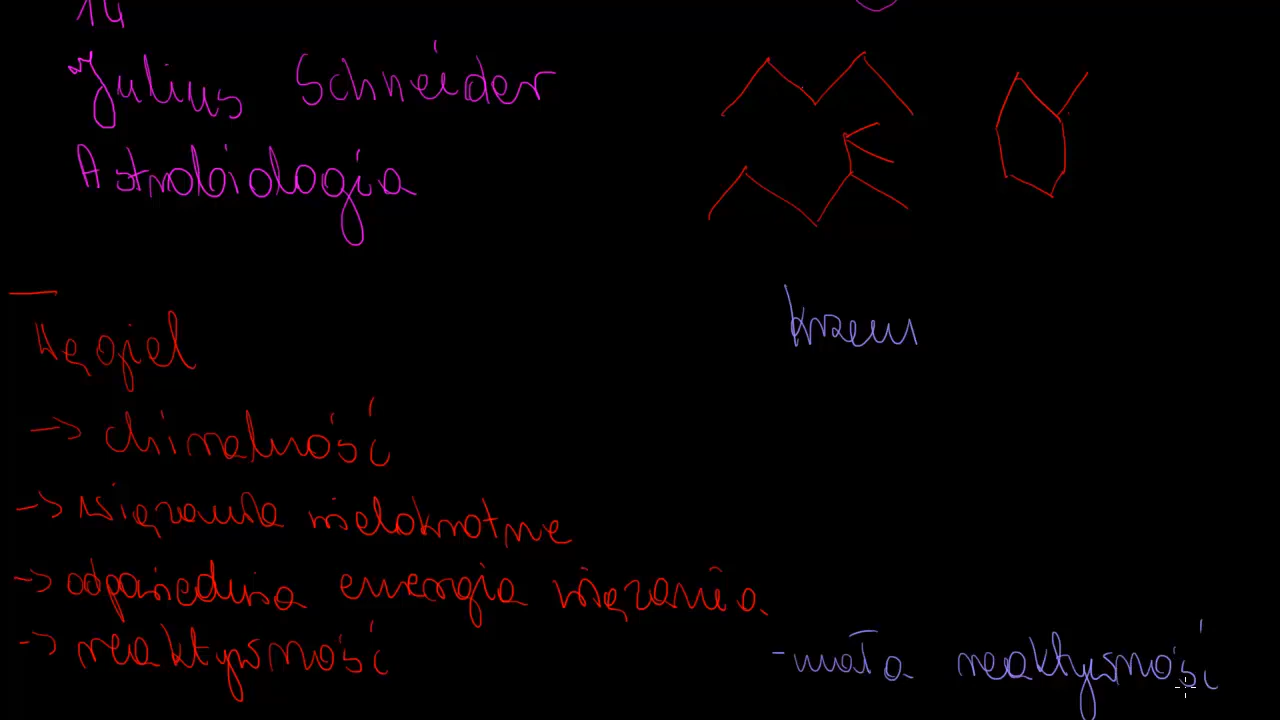 14
Julius Schneider
Astrobiologia
Węgiel
Krzem
-> chiralność
-> wiązania wielokrotne
-> odpowiednia energia wiązania
-> reaktywność
- mała reaktywność